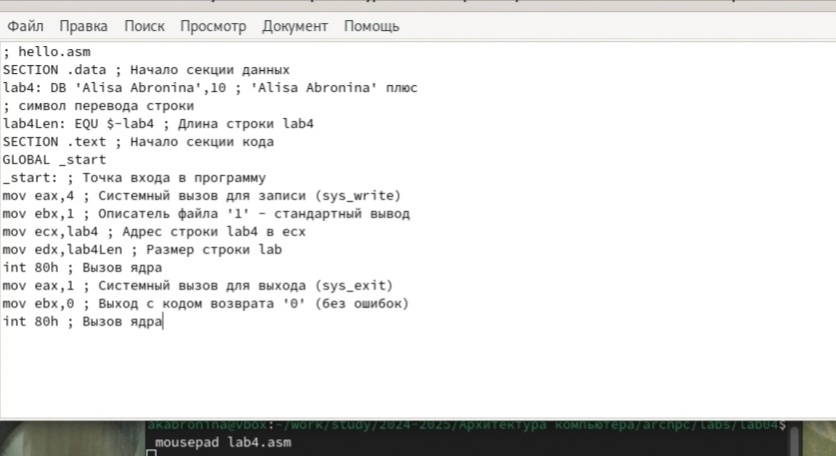 Файл Правка Поиск Просмотр Документ Помощь
; hello.asm
SECTION .data ; Начало секции данных
lab4: DB 'Alisa Abronina',10 ; 'Alisa Abronina' плюс
; символ перевода строки
lab4Len: EQU $-lab4 ; Длина строки lab4
SECTION .text ; Начало секции кода
GLOBAL _start
_start: ; Точка входа в программу
mov eax,4 ; Системный вызов для записи (sys_write)
mov ebx,1 ; Описатель файла '1' - стандартный вывод
mov ecx,lab4 ; Адрес строки lab4 в ecx
mov edx,lab4Len ; Размер строки lab
int 80h ; Вызов ядра
mov eax,1 ; Системный вызов для выхода (sys_exit)
mov ebx,0 ; Выход с кодом возврата '0' (без ошибок)
int 80h ; Вызов ядра
akabronina@vbox:~/work/study/2024-2025/Архитектура компьютера/archpc/labs/lab04$
mousepad lab4.asm